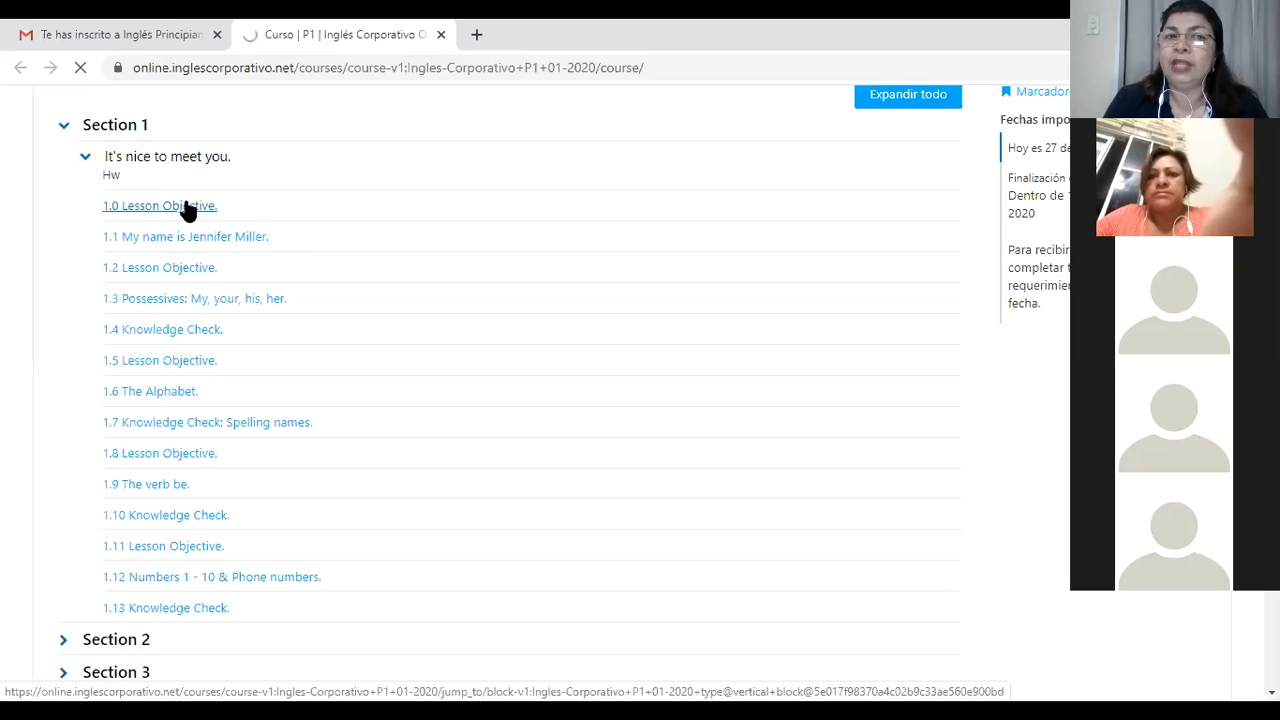 Te has inscrito a Inglés Principian
Curso | P1 | Inglés Corporativo O
online.inglescorporativo.net/courses/course-v1:Ingles-Corporativo+P1+01-2020/course/
Expandir todo
Marcador
Fechas impo
Hoy es 27 de
Finalización
Dentro de 1
2020
Para recibir
completar t
requerimie
fecha.
Section 1
It's nice to meet you.
Hw
1.0 Lesson Objective.
1.1 My name is Jennifer Miller.
1.2 Lesson Objective.
1.3 Possessives: My, your, his, her.
1.4 Knowledge Check.
1.5 Lesson Objective.
1.6 The Alphabet.
1.7 Knowledge Check: Spelling names.
1.8 Lesson Objective.
1.9 The verb be.
1.10 Knowledge Check.
1.11 Lesson Objective.
1.12 Numbers 1 - 10 & Phone numbers.
1.13 Knowledge Check.
Section 2
Section 3
https://online.inglescorporativo.net/courses/course-v1:Ingles-Corporativo+P1+01-2020/jump_to/block-v1:Ingles-Corporativo+P1+01-2020+type@vertical+block@5e017f98370a4c02b9c33ae560e900bd